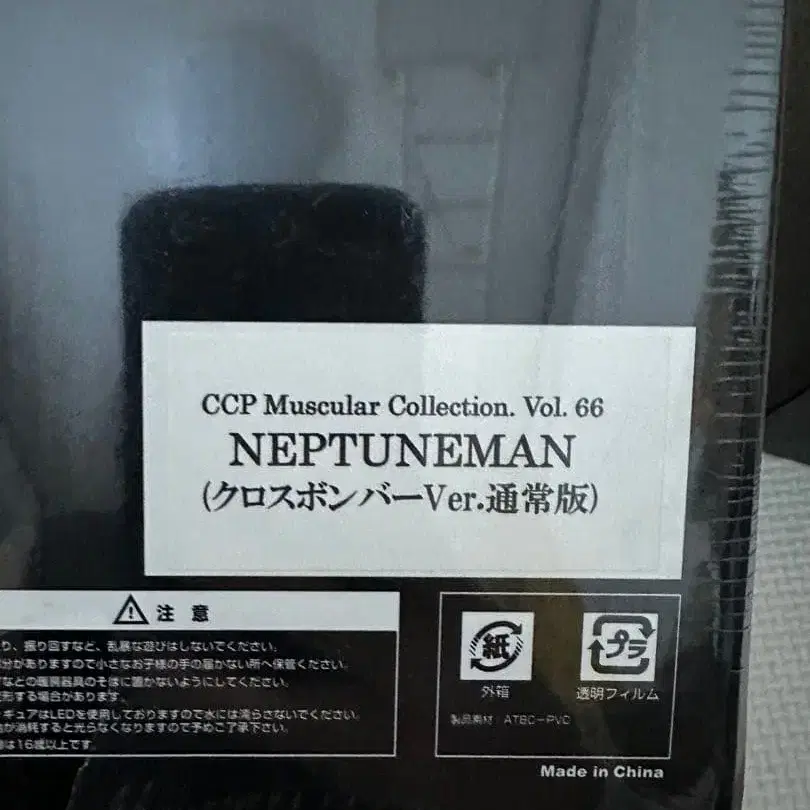 CCP Muscular Collection. Vol. 66
NEPTUNEMAN
(クロスボンバーVer.通常版)
注 意
り、振り回すなど、乱暴な遊びはしないでください。
分がありますので小さなお子様の手の届かない所へ保管ください。
などの暖房器具のそばに置かないようにしてください。
形する場合があります。
ギュアはLEDを使用しておりますので水には濡らさないでください。
が消耗すると光らなくなりますので予めご了承下さい。
は16歳以上です。
紙
プラ
外箱
透明フィルム
製品素材:ATBC-PVC
Made in China